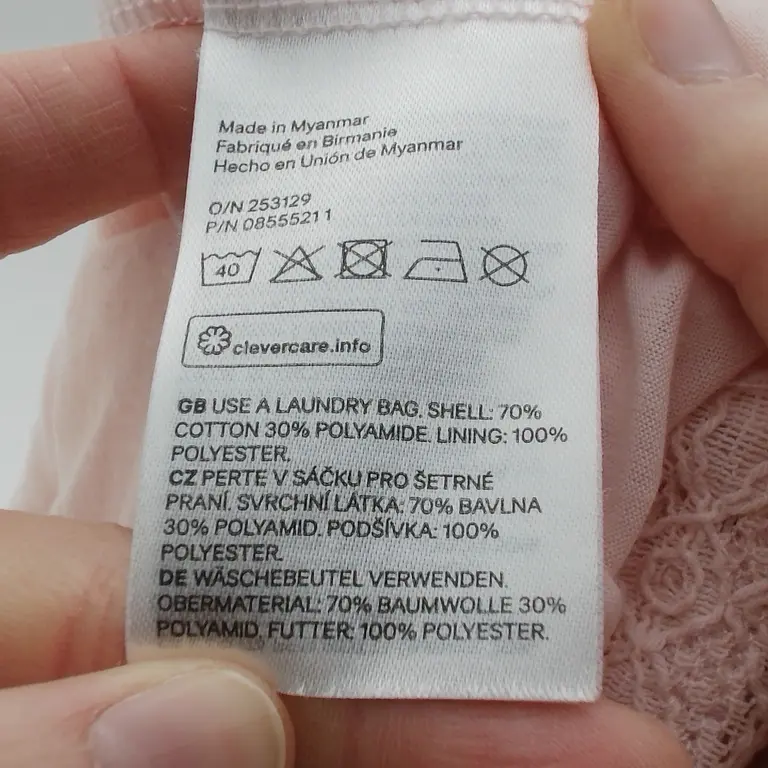 Made in Myanmar
Fabriqué en Birmanie
Hecho en Unión de Myanmar
O/N 253129
P/N 08555211
40
clevercare.info
GB USE A LAUNDRY BAG. SHELL: 70%
COTTON 30% POLYAMIDE. LINING: 100%
POLYESTER.
CZ PERTE V SÁČKU PRO ŠETRNÉ
PRANÍ. SVRCHNÍ LÁTKA: 70% BAVLNA
30% POLYAMID. PODŠÍVKA: 100%
POLYESTER.
DE WÄSCHEBEUTEL VERWENDEN.
OBERMATERIAL: 70% BAUMWOLLE 30%
POLYAMID. FUTTER: 100% POLYESTER.